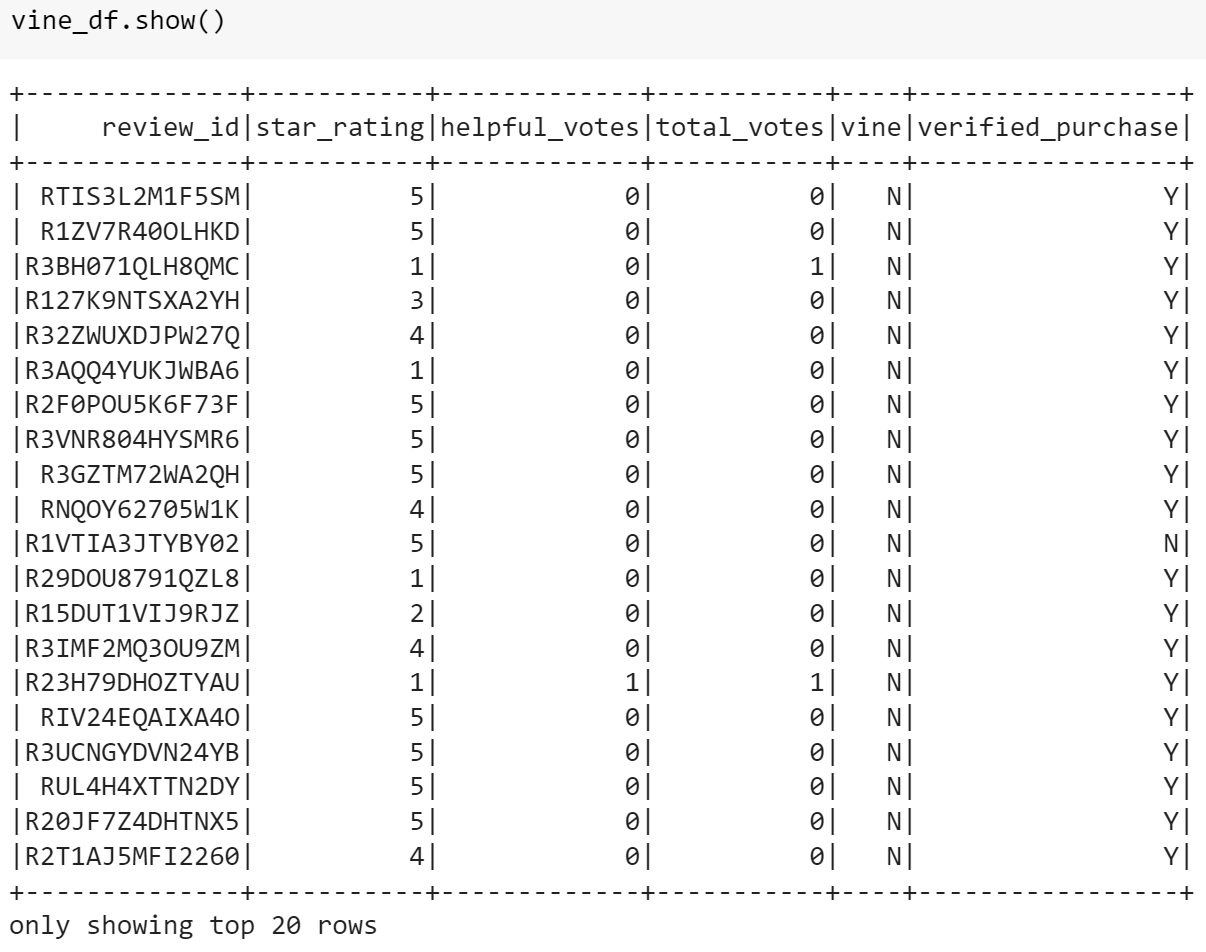 vine_df.show()
+--------------+-----------+-------------+-----------+----+-----------------+
|     review_id|star_rating|helpful_votes|total_votes|vine|verified_purchase|
+--------------+-----------+-------------+-----------+----+-----------------+
| RTIS3L2M1F5SM|          5|            0|          0|   N|                Y|
| R1ZV7R40OLHKD|          5|            0|          0|   N|                Y|
|R3BH071QLH8QMC|          1|            0|          1|   N|                Y|
|R127K9NTSXA2YH|          3|            0|          0|   N|                Y|
|R32ZWUXDJPW27Q|          4|            0|          0|   N|                Y|
|R3AQQ4YUKJWBA6|          1|            0|          0|   N|                Y|
|R2F0POU5K6F73F|          5|            0|          0|   N|                Y|
|R3VNR804HYSMR6|          5|            0|          0|   N|                Y|
| R3GZTM72WA2QH|          5|            0|          0|   N|                Y|
| RNQOY62705W1K|          4|            0|          0|   N|                Y|
|R1VTIA3JTYBY02|          5|            0|          0|   N|                N|
|R29DOU8791QZL8|          1|            0|          0|   N|                Y|
|R15DUT1VIJ9RJZ|          2|            0|          0|   N|                Y|
|R3IMF2MQ3OU9ZM|          4|            0|          0|   N|                Y|
|R23H79DHOZTYAU|          1|            1|          1|   N|                Y|
| RIV24EQAIXA4O|          5|            0|          0|   N|                Y|
|R3UCNGYDVN24YB|          5|            0|          0|   N|                Y|
| RUL4H4XTTN2DY|          5|            0|          0|   N|                Y|
|R20JF7Z4DHTNX5|          5|            0|          0|   N|                Y|
|R2T1AJ5MFI2260|          4|            0|          0|   N|                Y|
+--------------+-----------+-------------+-----------+----+-----------------+
only showing top 20 rows